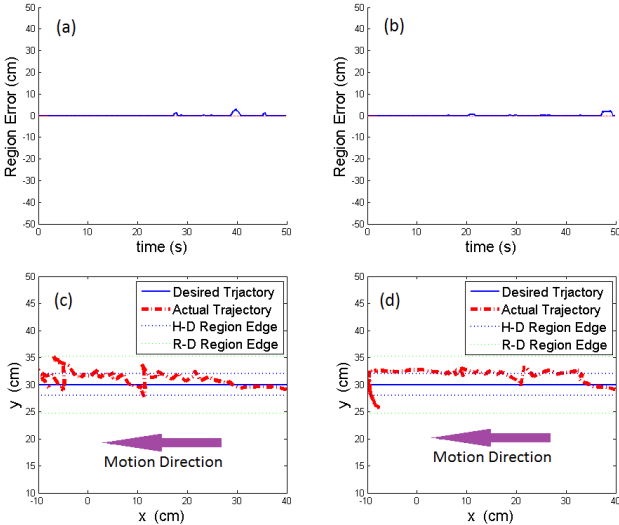 (a)
50
40
30
20
10
0
-10
-20
-30
-40
-50
Region Error (cm)
0 10 20 30 40 50
time (s)
(b)
50
40
30
20
10
0
-10
-20
-30
-40
-50
Region Error (cm)
0 10 20 30 40 50
time (s)
(c)
50
45
40
35
30
25
20
15
10
y (cm)
Desired Trjactory
Actual Trajectory
H-D Region Edge
R-D Region Edge
Motion Direction
-10 0 10 20 30 40
x (cm)
(d)
50
45
40
35
30
25
20
15
10
y (cm)
Desired Trjactory
Actual Trajectory
H-D Region Edge
R-D Region Edge
Motion Direction
-10 0 10 20 30 40
x (cm)